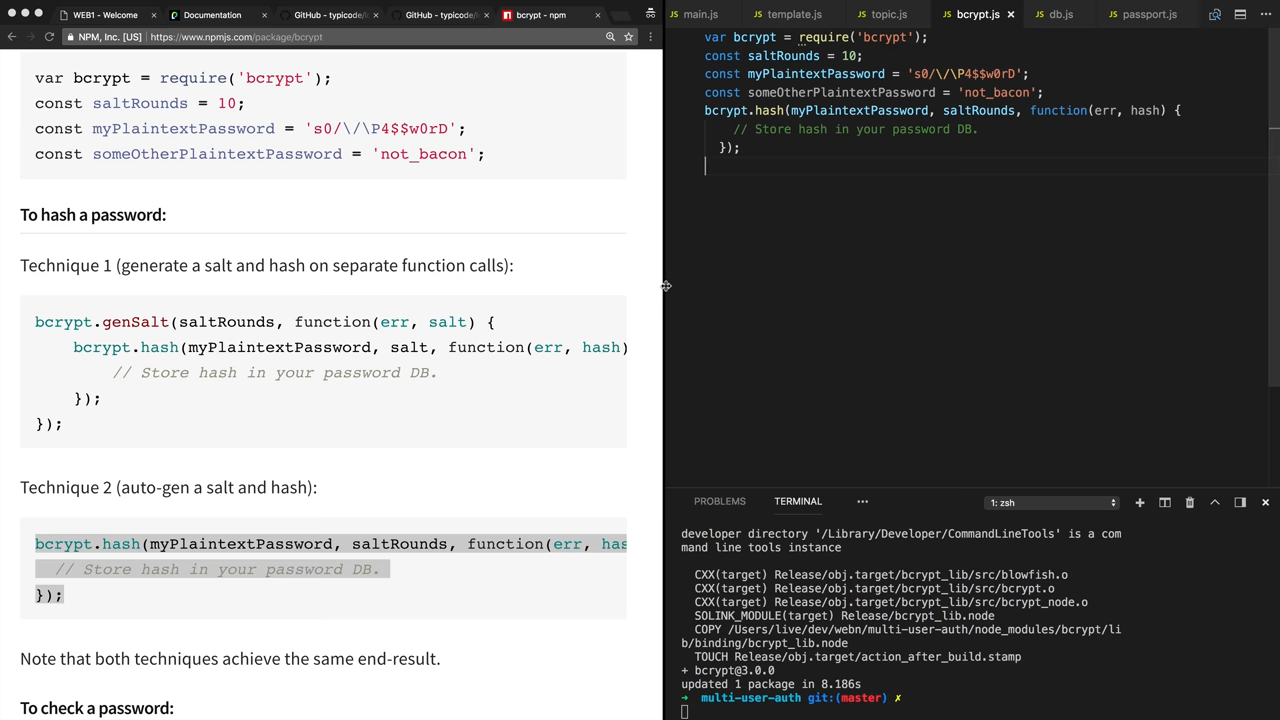 WEB1 - Welcome
Documentation
GitHub - typicode/
GitHub - typicode/
bcrypt - npm
NPM, Inc. [US]
https://www.npmjs.com/package/bcrypt
var bcrypt = require('bcrypt');
const saltRounds = 10;
const myPlaintextPassword = 's0/\/\P4$$w0rD';
const someOtherPlaintextPassword = 'not_bacon';
To hash a password:
Technique 1 (generate a salt and hash on separate function calls):
bcrypt.genSalt(saltRounds, function(err, salt) {
bcrypt.hash(myPlaintextPassword, salt, function(err, hash)
// Store hash in your password DB.
});
});
Technique 2 (auto-gen a salt and hash):
bcrypt.hash(myPlaintextPassword, saltRounds, function(err, has
// Store hash in your password DB.
});
Note that both techniques achieve the same end-result.
To check a password:
JS main.js
JS template.js
JS topic.js
JS bcrypt.js
JS db.js
JS passport.js
var bcrypt = require('bcrypt');
const saltRounds = 10;
const myPlaintextPassword = 's0/\/\P4$$w0rD';
const someOtherPlaintextPassword = 'not_bacon';
bcrypt.hash(myPlaintextPassword, saltRounds, function(err, hash) {
// Store hash in your password DB.
});
PROBLEMS
TERMINAL
1: zsh
developer directory '/Library/Developer/CommandLineTools' is a com
mand line tools instance
CXX(target) Release/obj.target/bcrypt_lib/src/blowfish.o
CXX(target) Release/obj.target/bcrypt_lib/src/bcrypt.o
CXX(target) Release/obj.target/bcrypt_lib/src/bcrypt_node.o
SOLINK_MODULE(target) Release/bcrypt_lib.node
COPY /Users/live/dev/webn/multi-user-auth/node_modules/bcrypt/li
b/binding/bcrypt_lib.node
TOUCH Release/obj.target/action_after_build.stamp
+ bcrypt@3.0.0
updated 1 package in 8.186s
➜ multi-user-auth git:(master) ✗